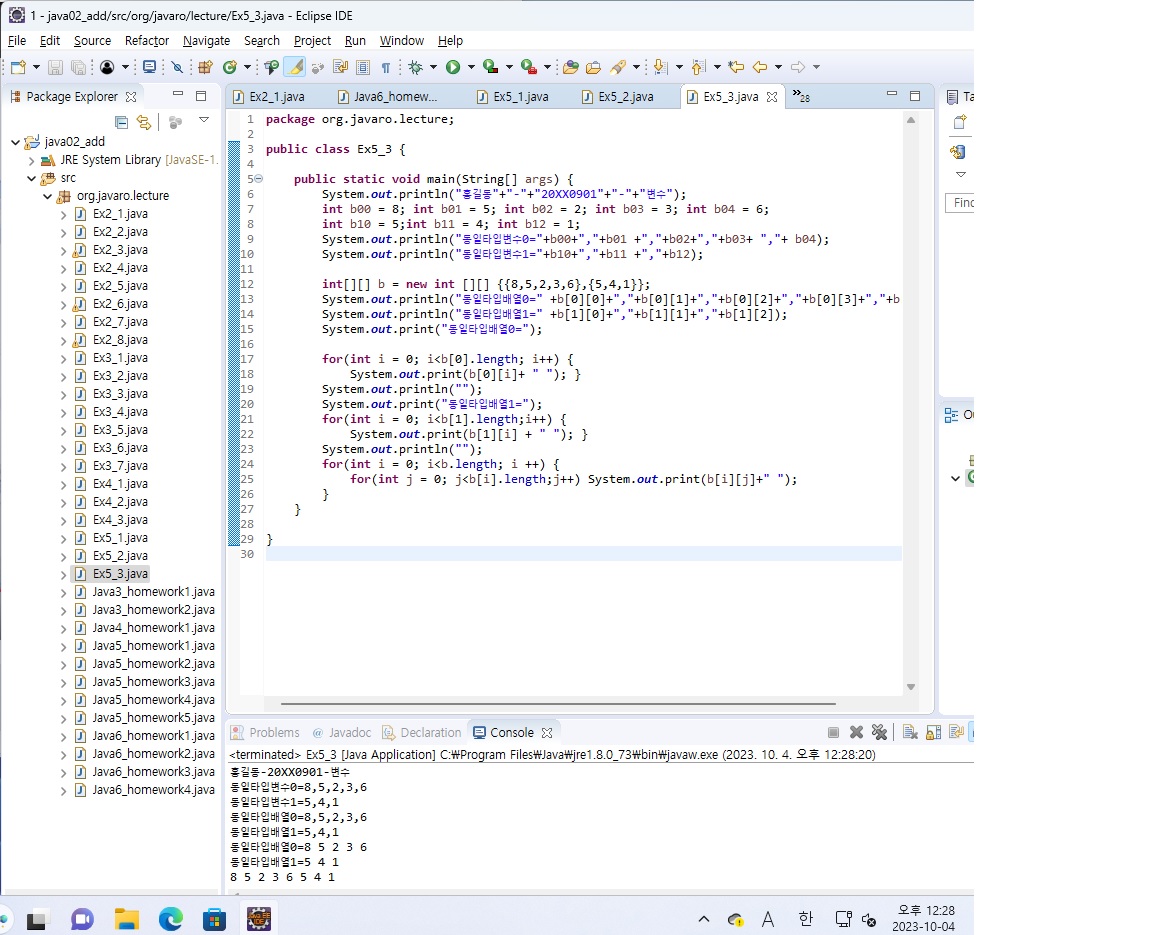 1 - java02_add/src/org/javaro/lecture/Ex5_3.java - Eclipse IDE
File Edit Source Refactor Navigate Search Project Run Window Help
Package Explorer
java02_add
JRE System Library [JavaSE-1.
src
org.javaro.lecture
Ex2_1.java
Ex2_2.java
Ex2_3.java
Ex2_4.java
Ex2_5.java
Ex2_6.java
Ex2_7.java
Ex2_8.java
Ex3_1.java
Ex3_2.java
Ex3_3.java
Ex3_4.java
Ex3_5.java
Ex3_6.java
Ex3_7.java
Ex4_1.java
Ex4_2.java
Ex4_3.java
Ex5_1.java
Ex5_2.java
Ex5_3.java
Java3_homework1.java
Java3_homework2.java
Java4_homework1.java
Java5_homework1.java
Java5_homework2.java
Java5_homework3.java
Java5_homework4.java
Java5_homework5.java
Java6_homework1.java
Java6_homework2.java
Java6_homework3.java
Java6_homework4.java
Ex2_1.java Java6_homew... Ex5_1.java Ex5_2.java Ex5_3.java 28
1 package org.javaro.lecture;
2
3 public class Ex5_3 {
4
5 public static void main(String[] args) {
6 System.out.println("홍길동"+"-"+"20XX0901"+"-"+"변수");
7 int b00 = 8; int b01 = 5; int b02 = 2; int b03 = 3; int b04 = 6;
8 int b10 = 5;int b11 = 4; int b12 = 1;
9 System.out.println("동일타입변수0="+b00+","+b01 +","+b02+","+b03+ ","+ b04);
10 System.out.println("동일타입변수1="+b10+","+b11 +","+b12);
11
12 int[][] b = new int [][] {{8,5,2,3,6},{5,4,1}};
13 System.out.println("동일타입배열0=" +b[0][0]+","+b[0][1]+","+b[0][2]+","+b[0][3]+","+b
14 System.out.println("동일타입배열1=" +b[1][0]+","+b[1][1]+","+b[1][2]);
15 System.out.print("동일타입배열0=");
16
17 for(int i = 0; i<b[0].length; i++) {
18 System.out.print(b[0][i]+ " "); }
19 System.out.println("");
20 System.out.print("동일타입배열1=");
21 for(int i = 0; i<b[1].length;i++) {
22 System.out.print(b[1][i] + " "); }
23 System.out.println("");
24 for(int i = 0; i<b.length; i ++) {
25 for(int j = 0; j<b[i].length;j++) System.out.print(b[i][j]+" ");
26 }
27 }
28
29 }
30
Ta
Find
Ou
Problems @ Javadoc Declaration Console
<terminated> Ex5_3 [Java Application] C:₩Program Files₩Java₩jre1.8.0_73₩bin₩javaw.exe (2023. 10. 4. 오후 12:28:20)
홍길동-20XX0901-변수
동일타입변수0=8,5,2,3,6
동일타입변수1=5,4,1
동일타입배열0=8,5,2,3,6
동일타입배열1=5,4,1
동일타입배열0=8 5 2 3 6
동일타입배열1=5 4 1
8 5 2 3 6 5 4 1
Java EE
IDE
A 한
오후 12:28
2023-10-04